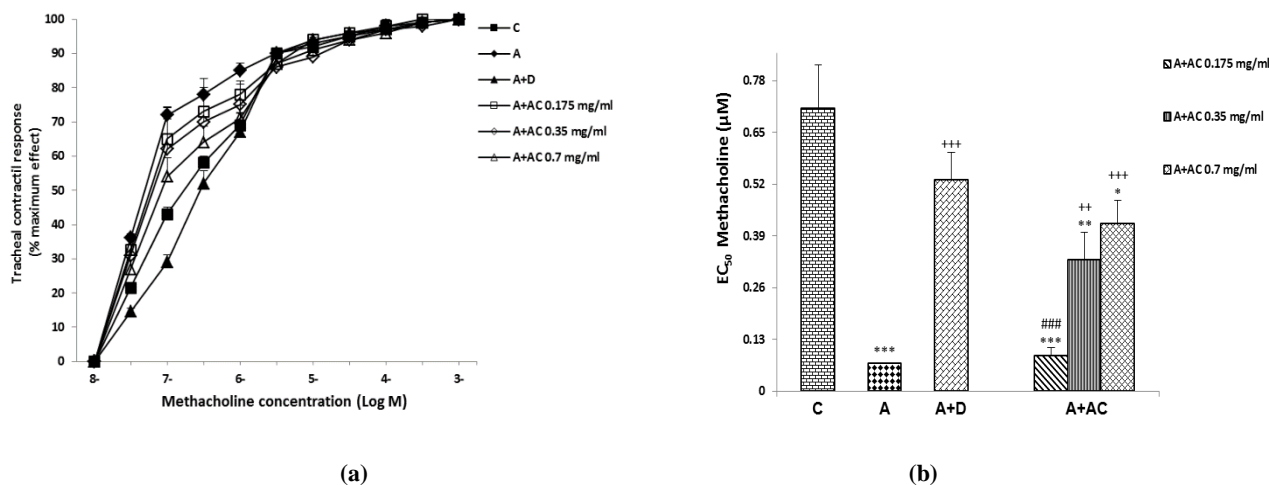 Tracheal contractil response
(% maximum effect)
100
90
80
70
60
50
40
30
20
10
0
8- 7- 6- 5- 4- 3-
Methacholine concentration (Log M)
C
A
A+D
A+AC 0.175 mg/ml
A+AC 0.35 mg/ml
A+AC 0.7 mg/ml
(a)
EC50 Methacholine (µM)
0.78
0.65
0.52
0.39
0.26
0.13
0
***
+++
###
***
++
**
+++
*
C A A+D A+AC
A+AC 0.175 mg/ml
A+AC 0.35 mg/ml
A+AC 0.7 mg/ml
(b)